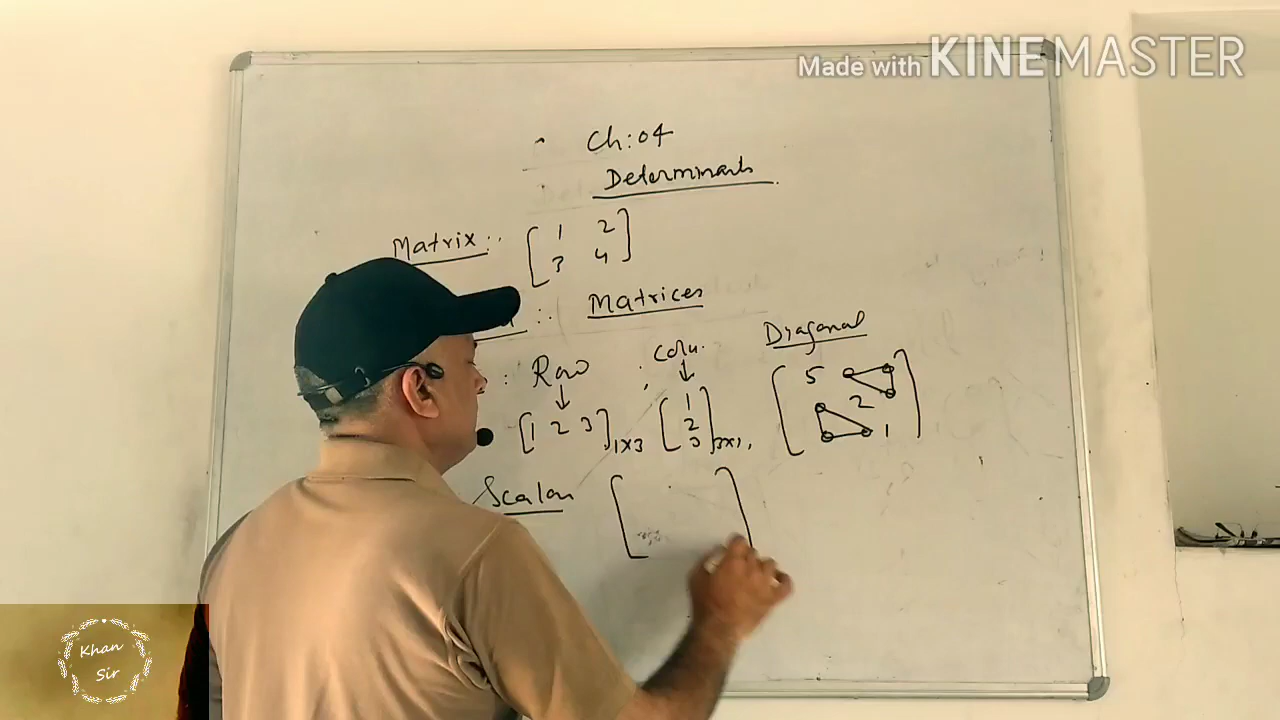 Made with KINEMASTER
Ch:04
Determinants
Matrix:. [1 2
3 4]
:. Matrices
: Row ; Colu. Diagonal
[1 2 3]1x3 [1
2
3]3x1, [5
2
1]
Scalar [ ]
Khan
Sir